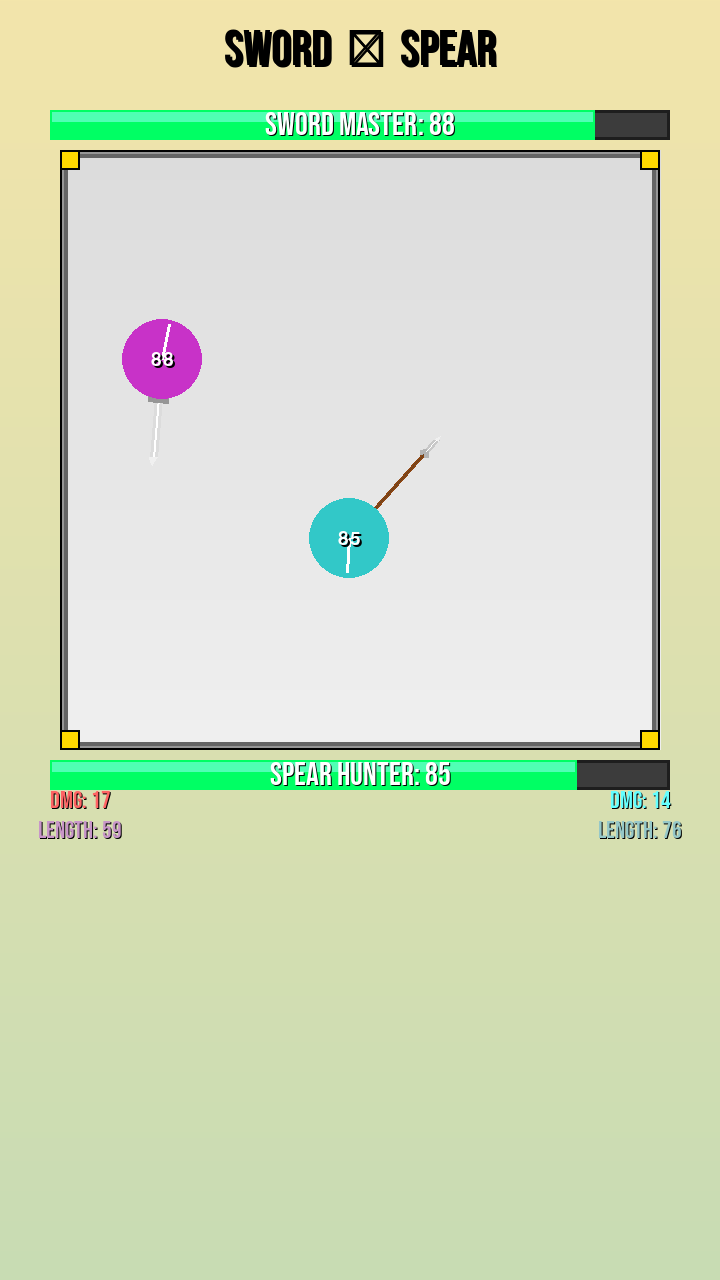 SWORD ☒ SPEAR
SWORD MASTER: 88
88
85
SPEAR HUNTER: 85
DMG: 17
DMG: 14
LENGTH: 59
LENGTH: 76